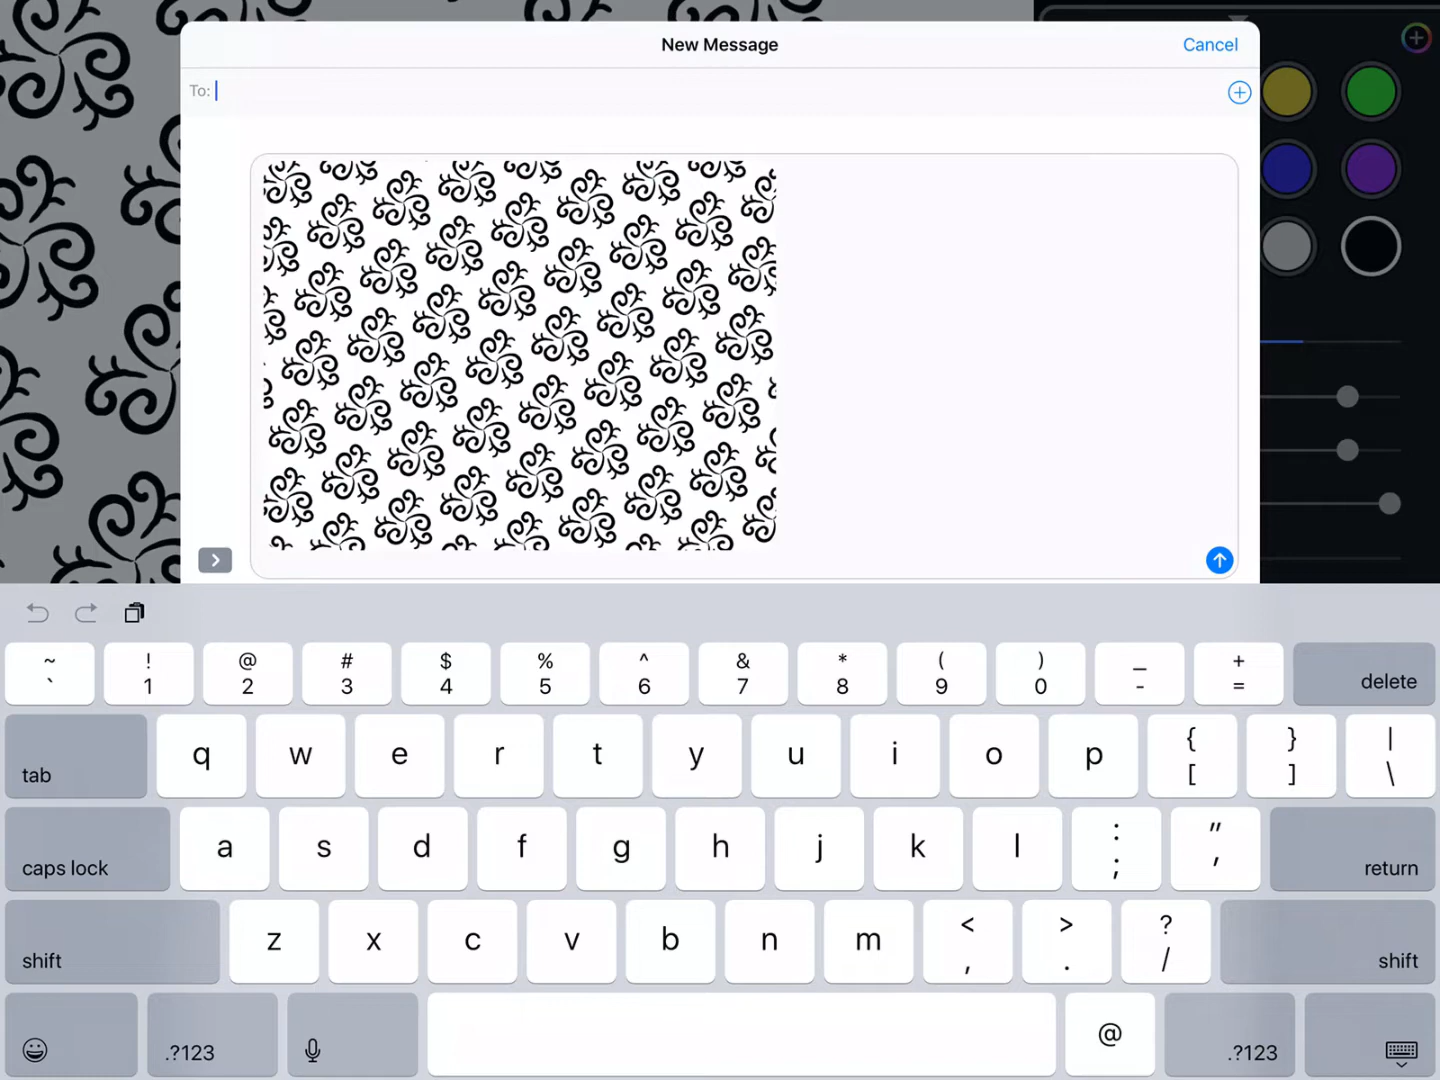 New Message
Cancel
To:
~ ! @ # $ % ^ & * ( ) _ +
` 1 2 3 4 5 6 7 8 9 0 - = delete
tab q w e r t y u i o p { [ } ] | \
caps lock a s d f g h j k l : ; " ' return
shift z x c v b n m < , > . ? / shift
.?123 @ .?123